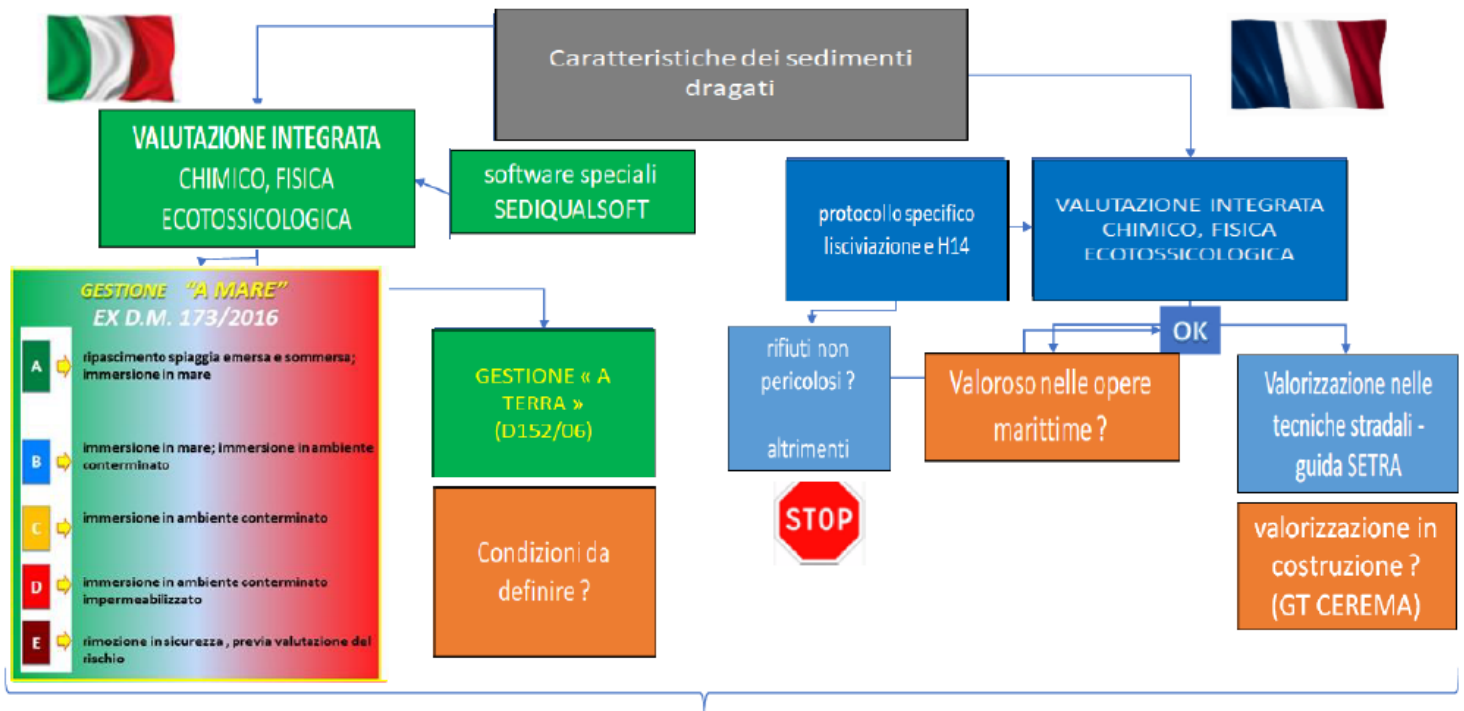 Caratteristiche dei sedimenti
dragati
VALUTAZIONE INTEGRATA
CHIMICO, FISICA
ECOTOSSICOLOGICA
software speciali
SEDIQUALSOFT
protocollo specifico
lisciviazione e H14
VALUTAZIONE INTEGRATA
CHIMICO, FISICA
ECOTOSSICOLOGICA
GESTIONE "A MARE"
EX D.M. 173/2016
A
ripascimento spiaggia emersa e sommersa;
immersione in mare
B
immersione in mare; immersione in ambiente
conterminato
C
immersione in ambiente conterminato
D
immersione in ambiente conterminato
impermeabilizzato
E
rimozione in sicurezza , previa valutazione del
rischio
GESTIONE « A
TERRA »
(D152/06)
Condizioni da
definire ?
rifiuti non
pericolosi ?
altrimenti
STOP
OK
Valoroso nelle opere
marittime ?
Valorizzazione nelle
tecniche stradali -
guida SETRA
valorizzazione in
costruzione ?
(GT CEREMA)